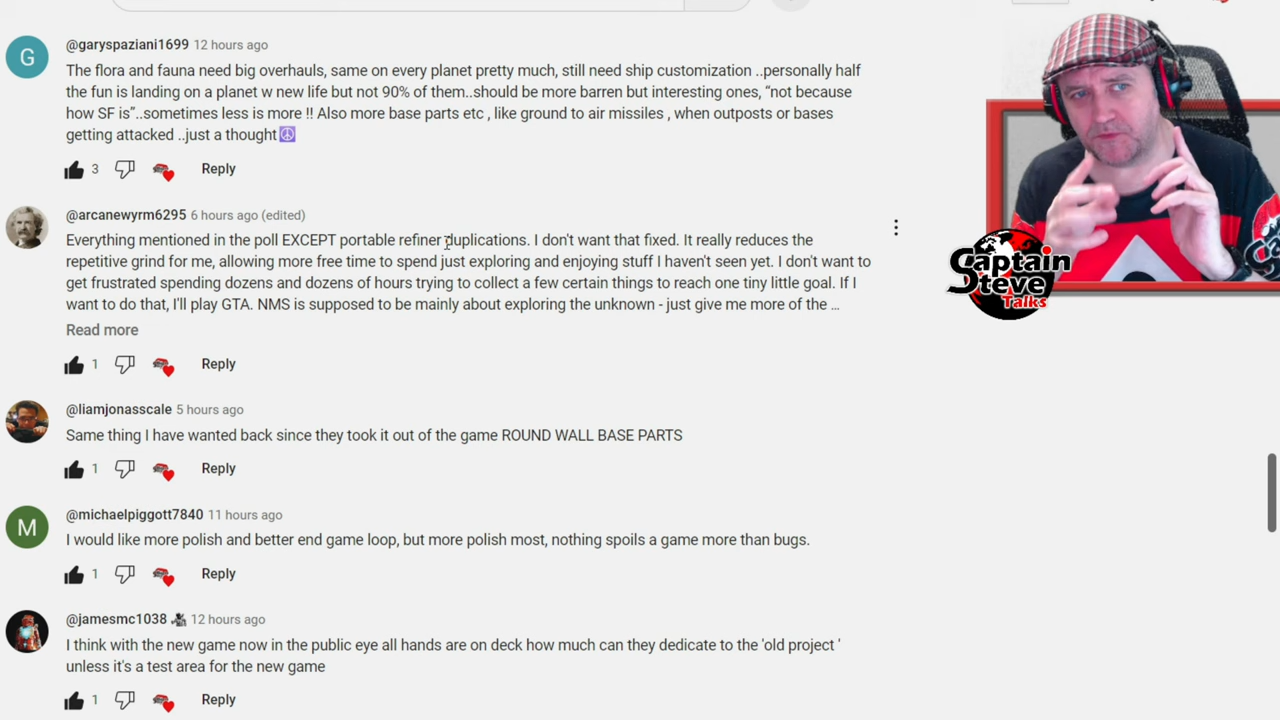 @garyspaziani1699 12 hours ago
The flora and fauna need big overhauls, same on every planet pretty much, still need ship customization ..personally half
the fun is landing on a planet w new life but not 90% of them..should be more barren but interesting ones, “not because
how SF is”..sometimes less is more !! Also more base parts etc , like ground to air missiles , when outposts or bases
getting attacked ..just a thought☮
3 Reply
@arcanewyrm6295 6 hours ago (edited)
Everything mentioned in the poll EXCEPT portable refiner duplications. I don't want that fixed. It really reduces the
repetitive grind for me, allowing more free time to spend just exploring and enjoying stuff I haven't seen yet. I don't want to
get frustrated spending dozens and dozens of hours trying to collect a few certain things to reach one tiny little goal. If I
want to do that, I'll play GTA. NMS is supposed to be mainly about exploring the unknown - just give me more of the ...
Read more
1 Reply
@liamjonasscale 5 hours ago
Same thing I have wanted back since they took it out of the game ROUND WALL BASE PARTS
1 Reply
M
@michaelpiggott7840 11 hours ago
I would like more polish and better end game loop, but more polish most, nothing spoils a game more than bugs.
1 Reply
@jamesmc1038 12 hours ago
I think with the new game now in the public eye all hands are on deck how much can they dedicate to the 'old project '
unless it's a test area for the new game
1 Reply
G
Captain
Steve
Talks